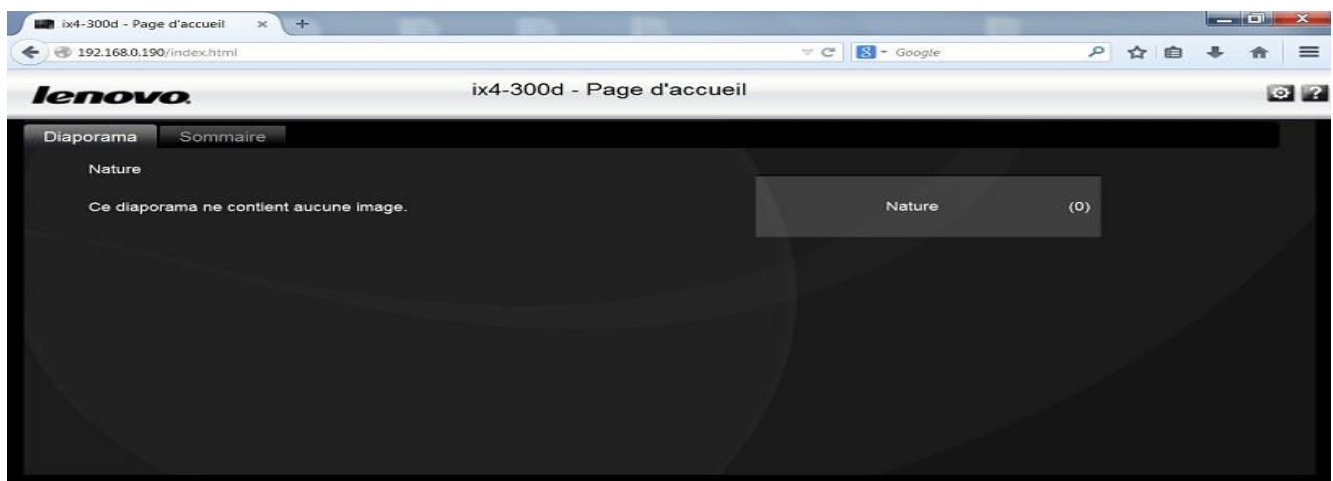 ix4-300d - Page d'accueil
192.168.0.190/index.html
Google
lenovo
ix4-300d - Page d'accueil
Diaporama Sommaire
Nature
Ce diaporama ne contient aucune image.
Nature (0)